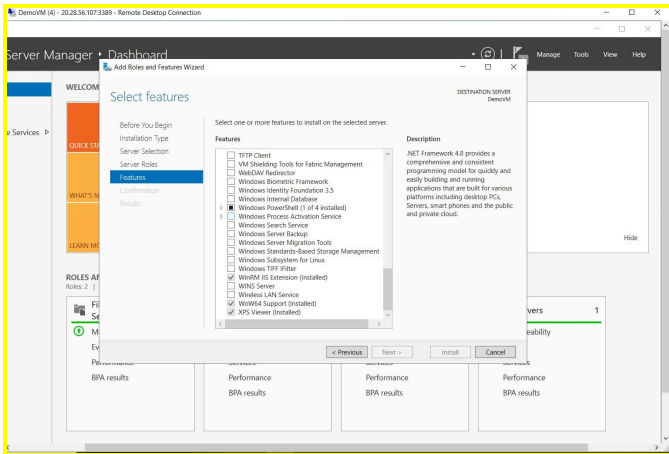 DemoVM (4) - 20.28.56.107:3389 - Remote Desktop Connection
Server Manager • Dashboard
Manage Tools View Help
WELCOM
e Services
QUICK STA
WHAT'S N
LEARN MO
Hide
ROLES AN
Roles: 2 |
Add Roles and Features Wizard
Select features
DESTINATION SERVER
DemoVM
Before You Begin
Installation Type
Server Selection
Server Roles
Features
Confirmation
Results
Select one or more features to install on the selected server.
Features
TFTP Client
VM Shielding Tools for Fabric Management
WebDAV Redirector
Windows Biometric Framework
Windows Identity Foundation 3.5
Windows Internal Database
Windows PowerShell (1 of 4 installed)
Windows Process Activation Service
Windows Search Service
Windows Server Backup
Windows Server Migration Tools
Windows Standards-Based Storage Management
Windows Subsystem for Linux
Windows TIFF IFilter
WinRM IIS Extension (Installed)
WINS Server
Wireless LAN Service
WoW64 Support (Installed)
XPS Viewer (Installed)
Description
.NET Framework 4.8 provides a
comprehensive and consistent
programming model for quickly and
easily building and running
applications that are built for various
platforms including desktop PCs,
Servers, smart phones and the public
and private cloud.
< Previous Next > Install Cancel
Fil
Se
vers 1
M
eability
Ev
BPA results
Performance
BPA results
Performance
BPA results
Performance
BPA results